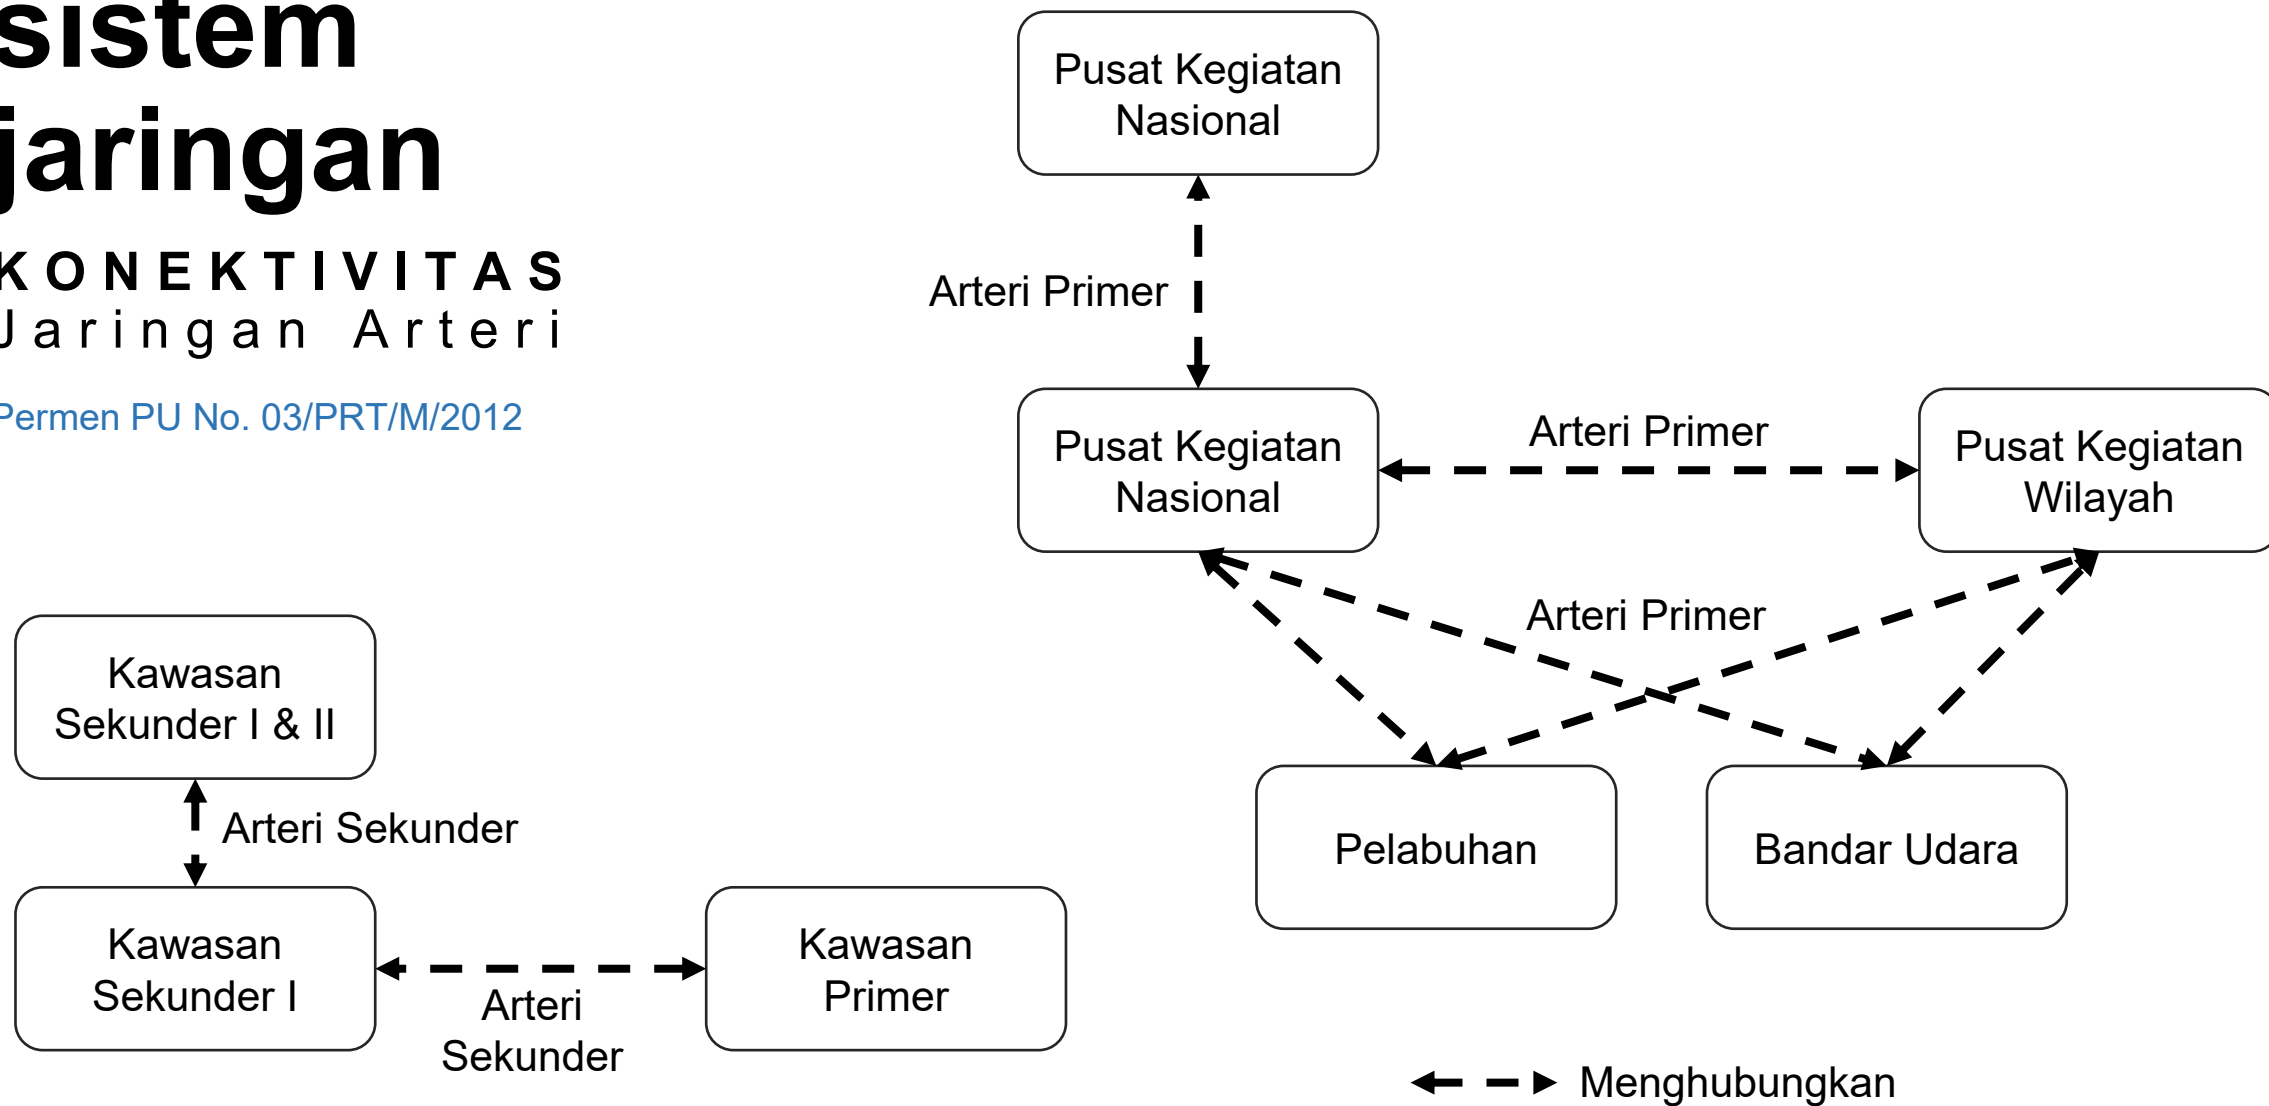 sistem
jaringan
KONEKTIVITAS
Jaringan Arteri
Permen PU No. 03/PRT/M/2012
Pusat Kegiatan
Nasional
Arteri Primer
Pusat Kegiatan
Nasional
Arteri Primer
Pusat Kegiatan
Wilayah
Arteri Primer
Pelabuhan
Bandar Udara
Kawasan
Sekunder I & II
Arteri Sekunder
Kawasan
Sekunder I
Arteri
Sekunder
Kawasan
Primer
Menghubungkan